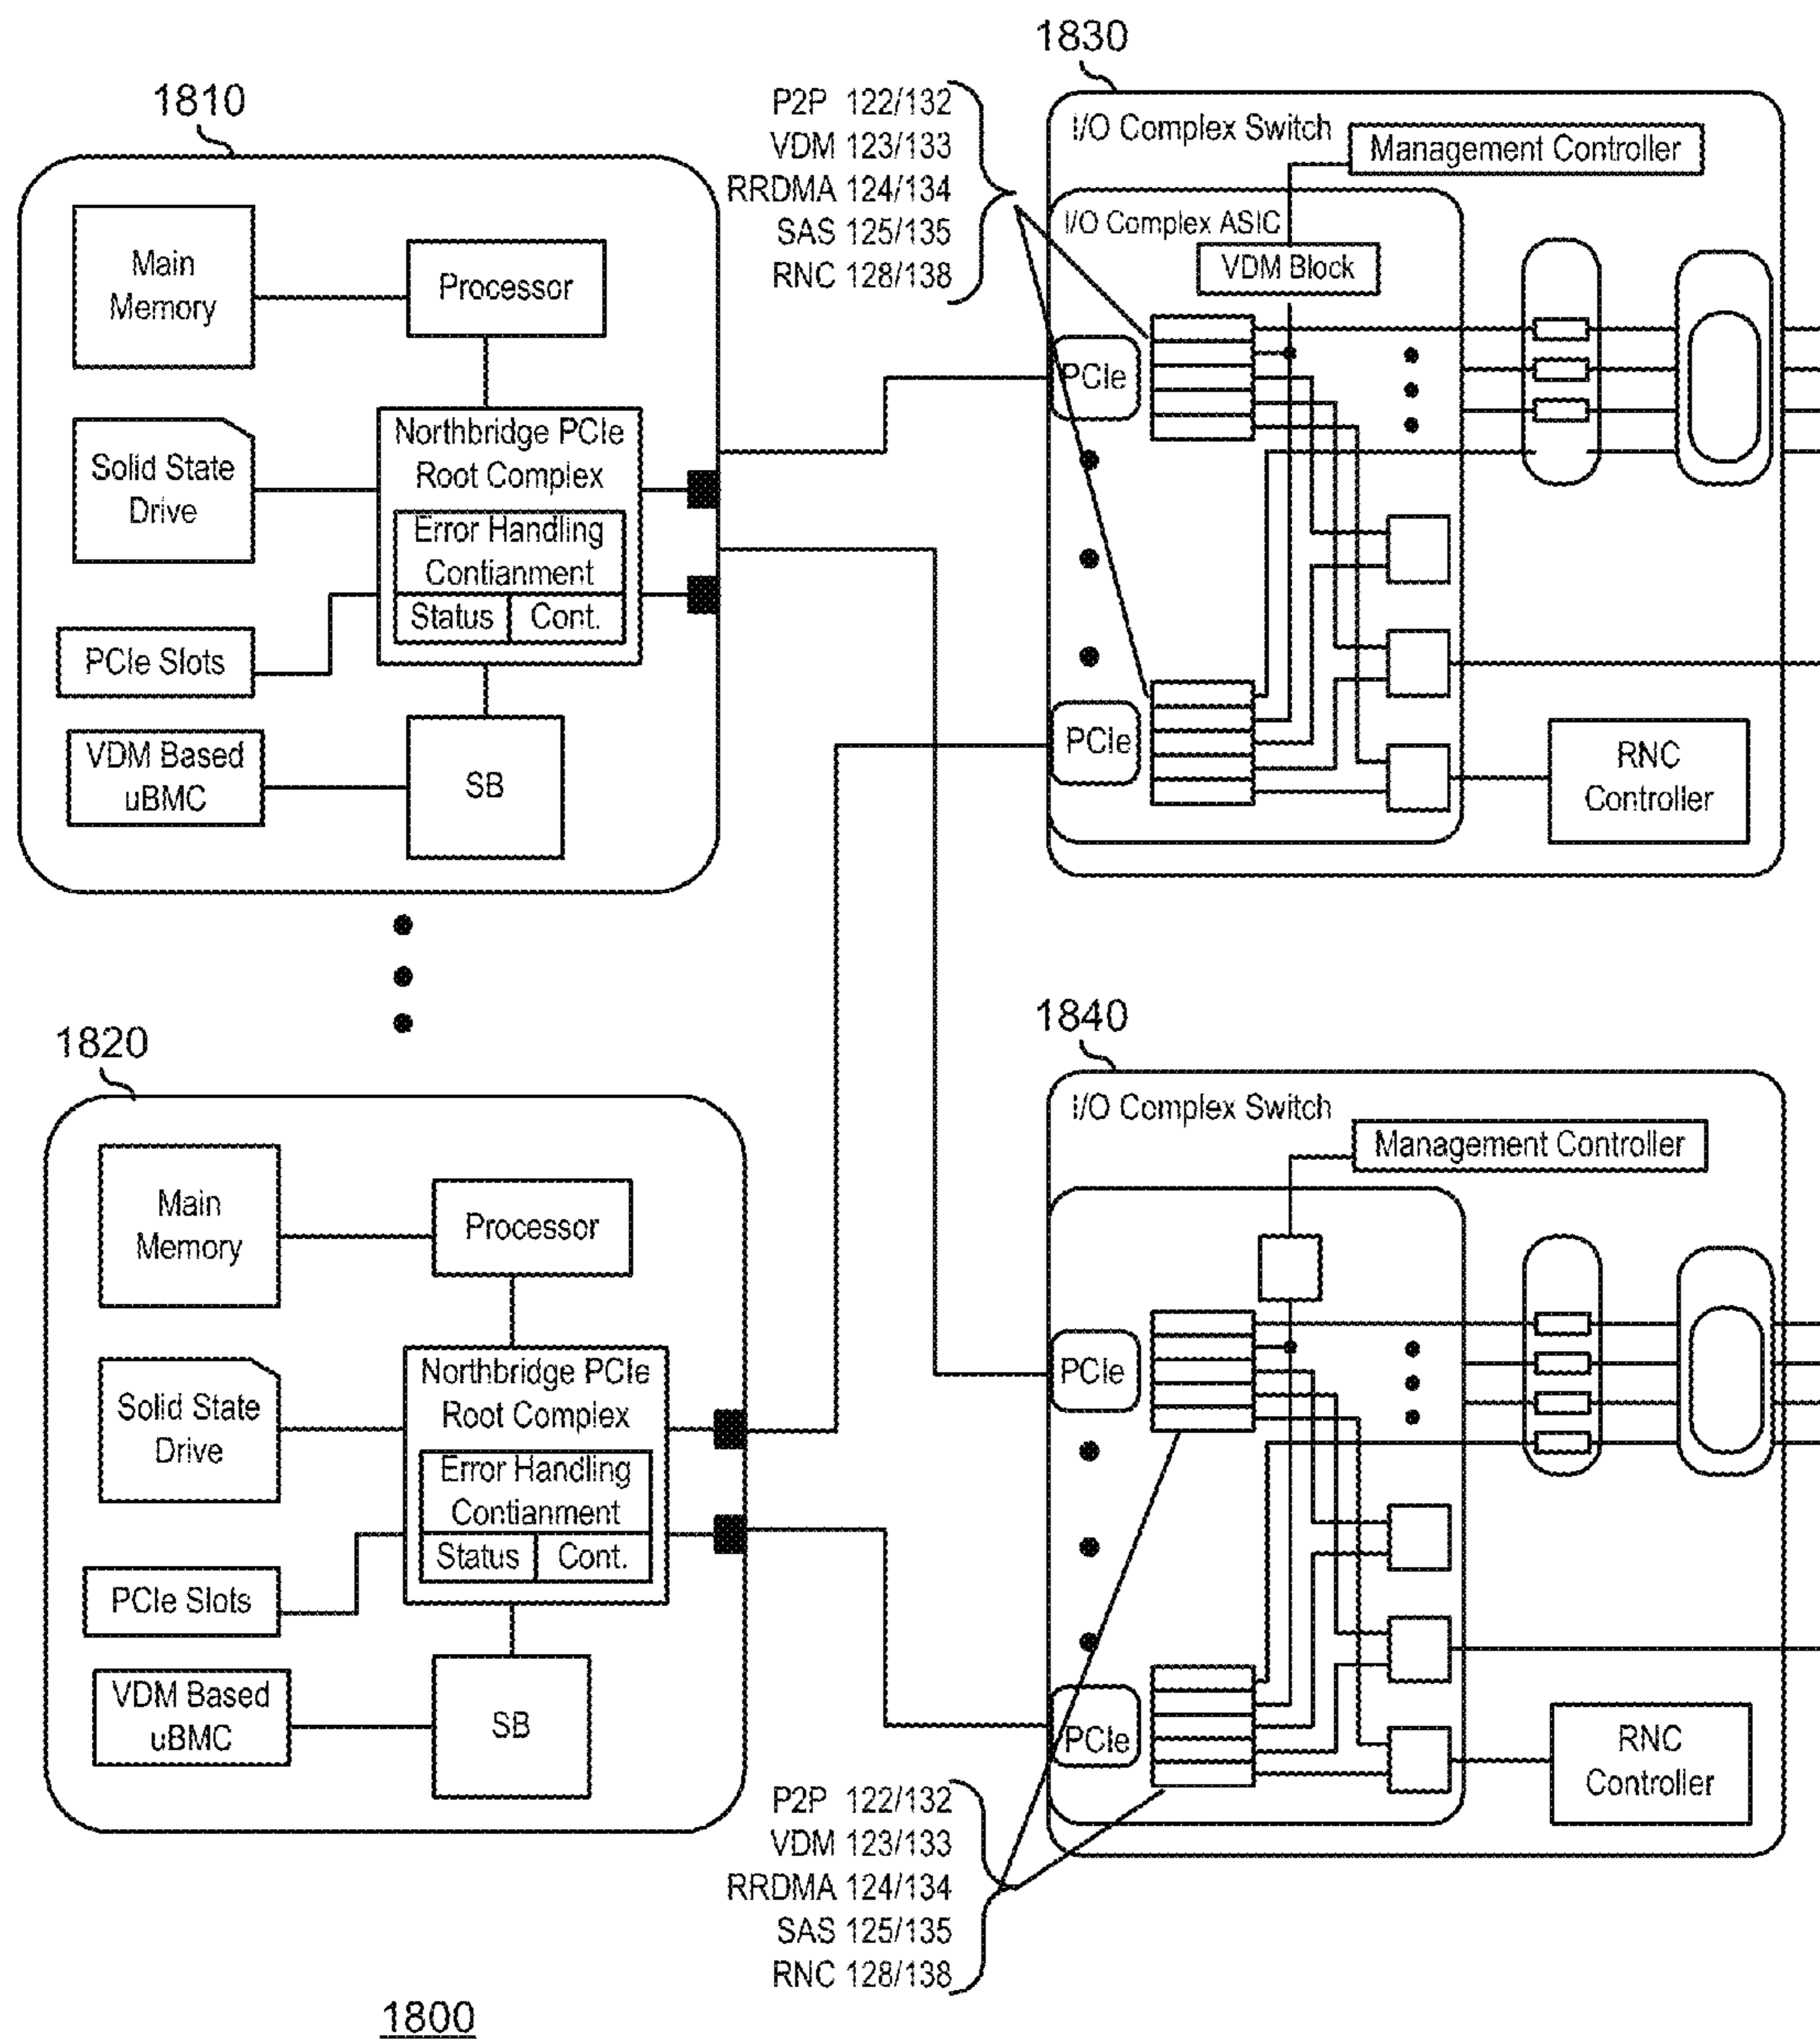 1830
1810
P2P 122/132
VDM 123/133
RRDMA 124/134
SAS 125/135
RNC 128/138
I/O Complex Switch
Management Controller
I/O Complex ASIC
VDM Block
PCIe
PCIe
RNC
Controller
Main
Memory
Processor
Solid State
Drive
Northbridge PCIe
Root Complex
Error Handling
Contianment
Status
Cont.
PCIe Slots
VDM Based
uBMC
SB
1820
1840
Main
Memory
Processor
Solid State
Drive
Northbridge PCIe
Root Complex
Error Handling
Contianment
Status
Cont.
PCIe Slots
VDM Based
uBMC
SB
I/O Complex Switch
Management Controller
PCIe
PCIe
RNC
Controller
P2P 122/132
VDM 123/133
RRDMA 124/134
SAS 125/135
RNC 128/138
1800